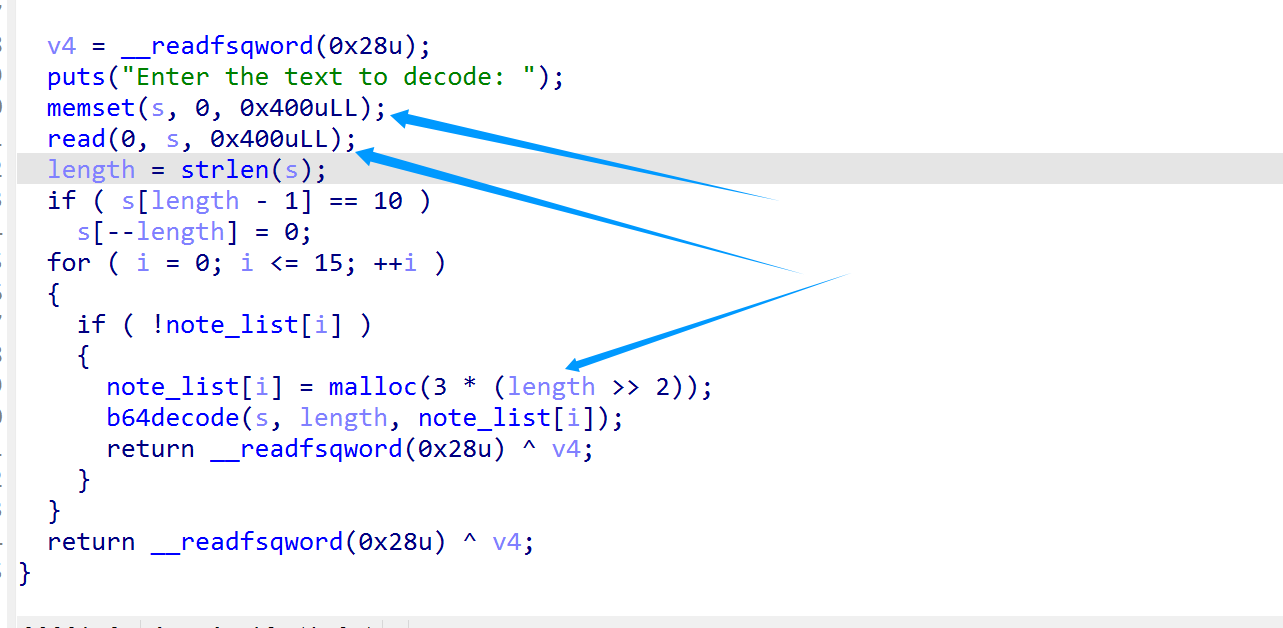 v4 = __readfsqword(0x28u);
puts("Enter the text to decode: ");
memset(s, 0, 0x400uLL);
read(0, s, 0x400uLL);
length = strlen(s);
if ( s[length - 1] == 10 )
s[--length] = 0;
for ( i = 0; i <= 15; ++i )
{
if ( !note_list[i] )
{
note_list[i] = malloc(3 * (length >> 2));
b64decode(s, length, note_list[i]);
return __readfsqword(0x28u) ^ v4;
}
}
return __readfsqword(0x28u) ^ v4;
}